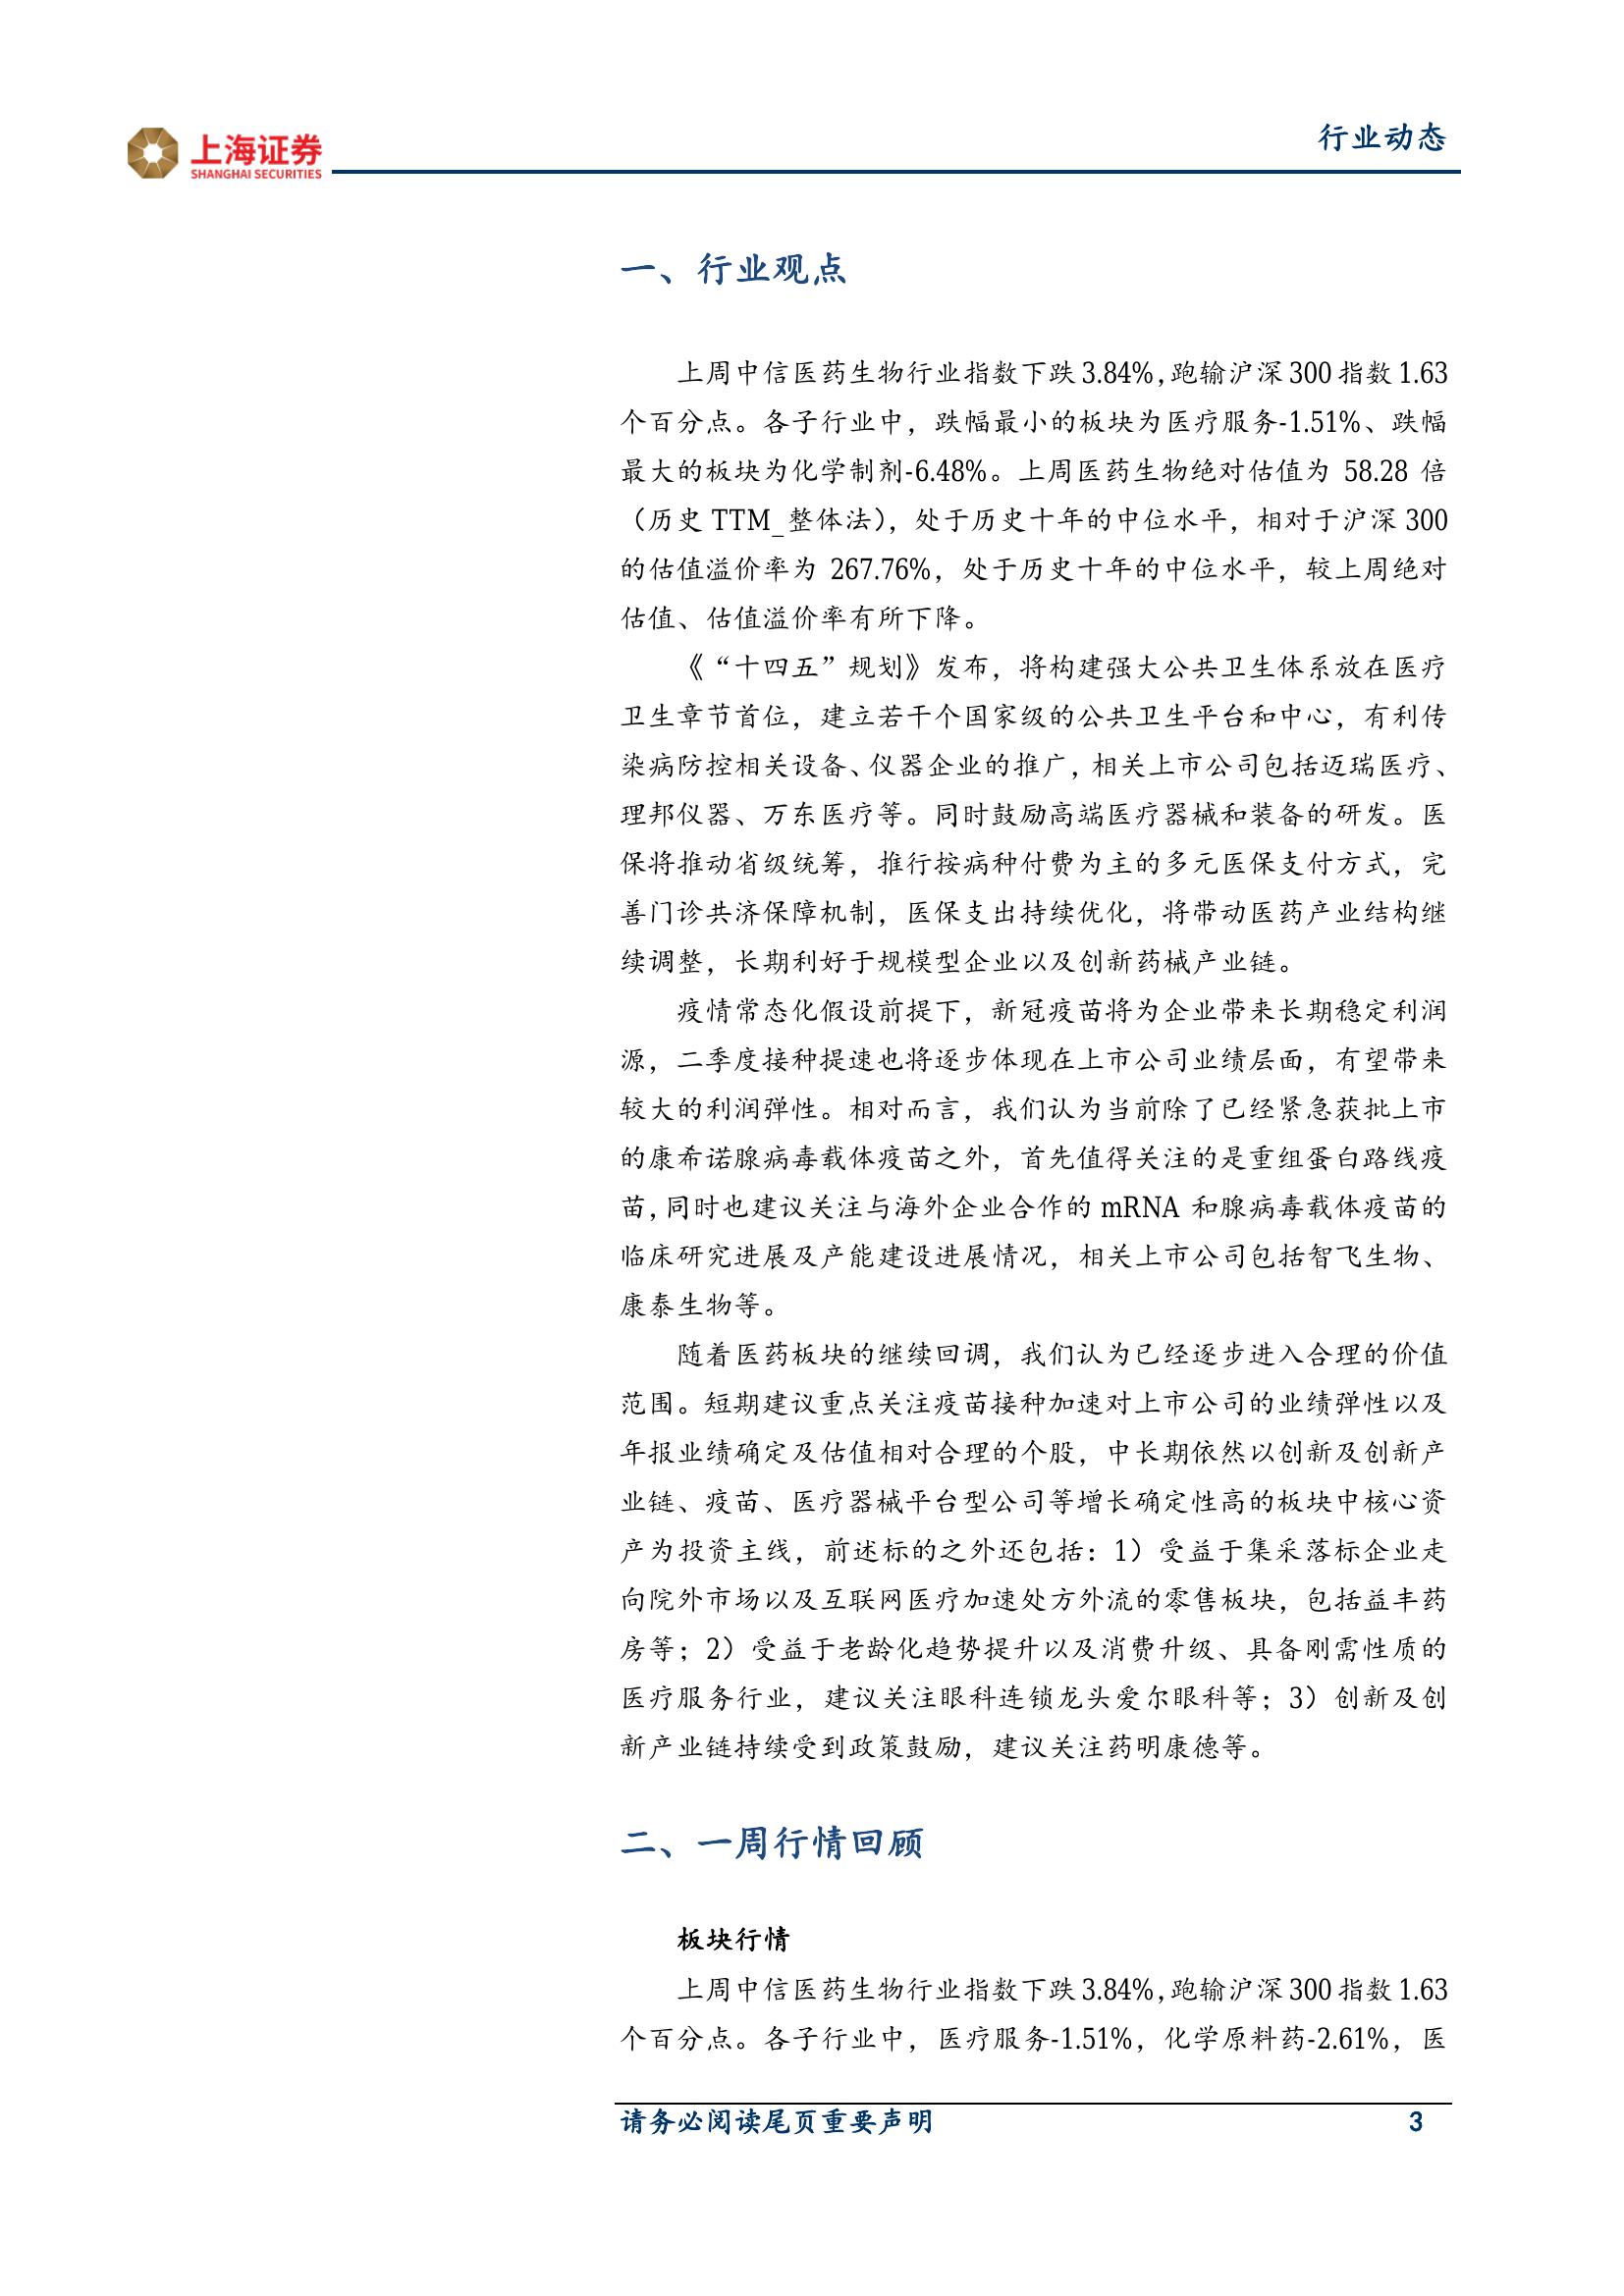 上海证券
SHANGHAI SECURITIES
行业动态
一、行业观点
上周中信医药生物行业指数下跌3.84%，跑输沪深300指数1.63
个百分点。各子行业中，跌幅最小的板块为医疗服务-1.51%、跌幅
最大的板块为化学制剂-6.48%。上周医药生物绝对估值为 58.28 倍
（历史 TTM_整体法），处于历史十年的中位水平，相对于沪深 300
的估值溢价率为 267.76%，处于历史十年的中位水平，较上周绝对
估值、估值溢价率有所下降。
《“十四五”规划》发布，将构建强大公共卫生体系放在医疗
卫生章节首位，建立若干个国家级的公共卫生平台和中心，有利传
染病防控相关设备、仪器企业的推广，相关上市公司包括迈瑞医疗、
理邦仪器、万东医疗等。同时鼓励高端医疗器械和装备的研发。医
保将推动省级统筹，推行按病种付费为主的多元医保支付方式，完
善门诊共济保障机制，医保支出持续优化，将带动医药产业结构继
续调整，长期利好于规模型企业以及创新药械产业链。
疫情常态化假设前提下，新冠疫苗将为企业带来长期稳定利润
源，二季度接种提速也将逐步体现在上市公司业绩层面，有望带来
较大的利润弹性。相对而言，我们认为当前除了已经紧急获批上市
的康希诺腺病毒载体疫苗之外，首先值得关注的是重组蛋白路线疫
苗，同时也建议关注与海外企业合作的 mRNA 和腺病毒载体疫苗的
临床研究进展及产能建设进展情况，相关上市公司包括智飞生物、
康泰生物等。
随着医药板块的继续回调，我们认为已经逐步进入合理的价值
范围。短期建议重点关注疫苗接种加速对上市公司的业绩弹性以及
年报业绩确定及估值相对合理的个股，中长期依然以创新及创新产
业链、疫苗、医疗器械平台型公司等增长确定性高的板块中核心资
产为投资主线，前述标的之外还包括：1）受益于集采落标企业走
向院外市场以及互联网医疗加速处方外流的零售板块，包括益丰药
房等；2）受益于老龄化趋势提升以及消费升级、具备刚需性质的
医疗服务行业，建议关注眼科连锁龙头爱尔眼科等；3）创新及创
新产业链持续受到政策鼓励，建议关注药明康德等。
二、一周行情回顾
板块行情
上周中信医药生物行业指数下跌3.84%，跑输沪深300指数1.63
个百分点。各子行业中，医疗服务-1.51%，化学原料药-2.61%，医
请务必阅读尾页重要声明 3